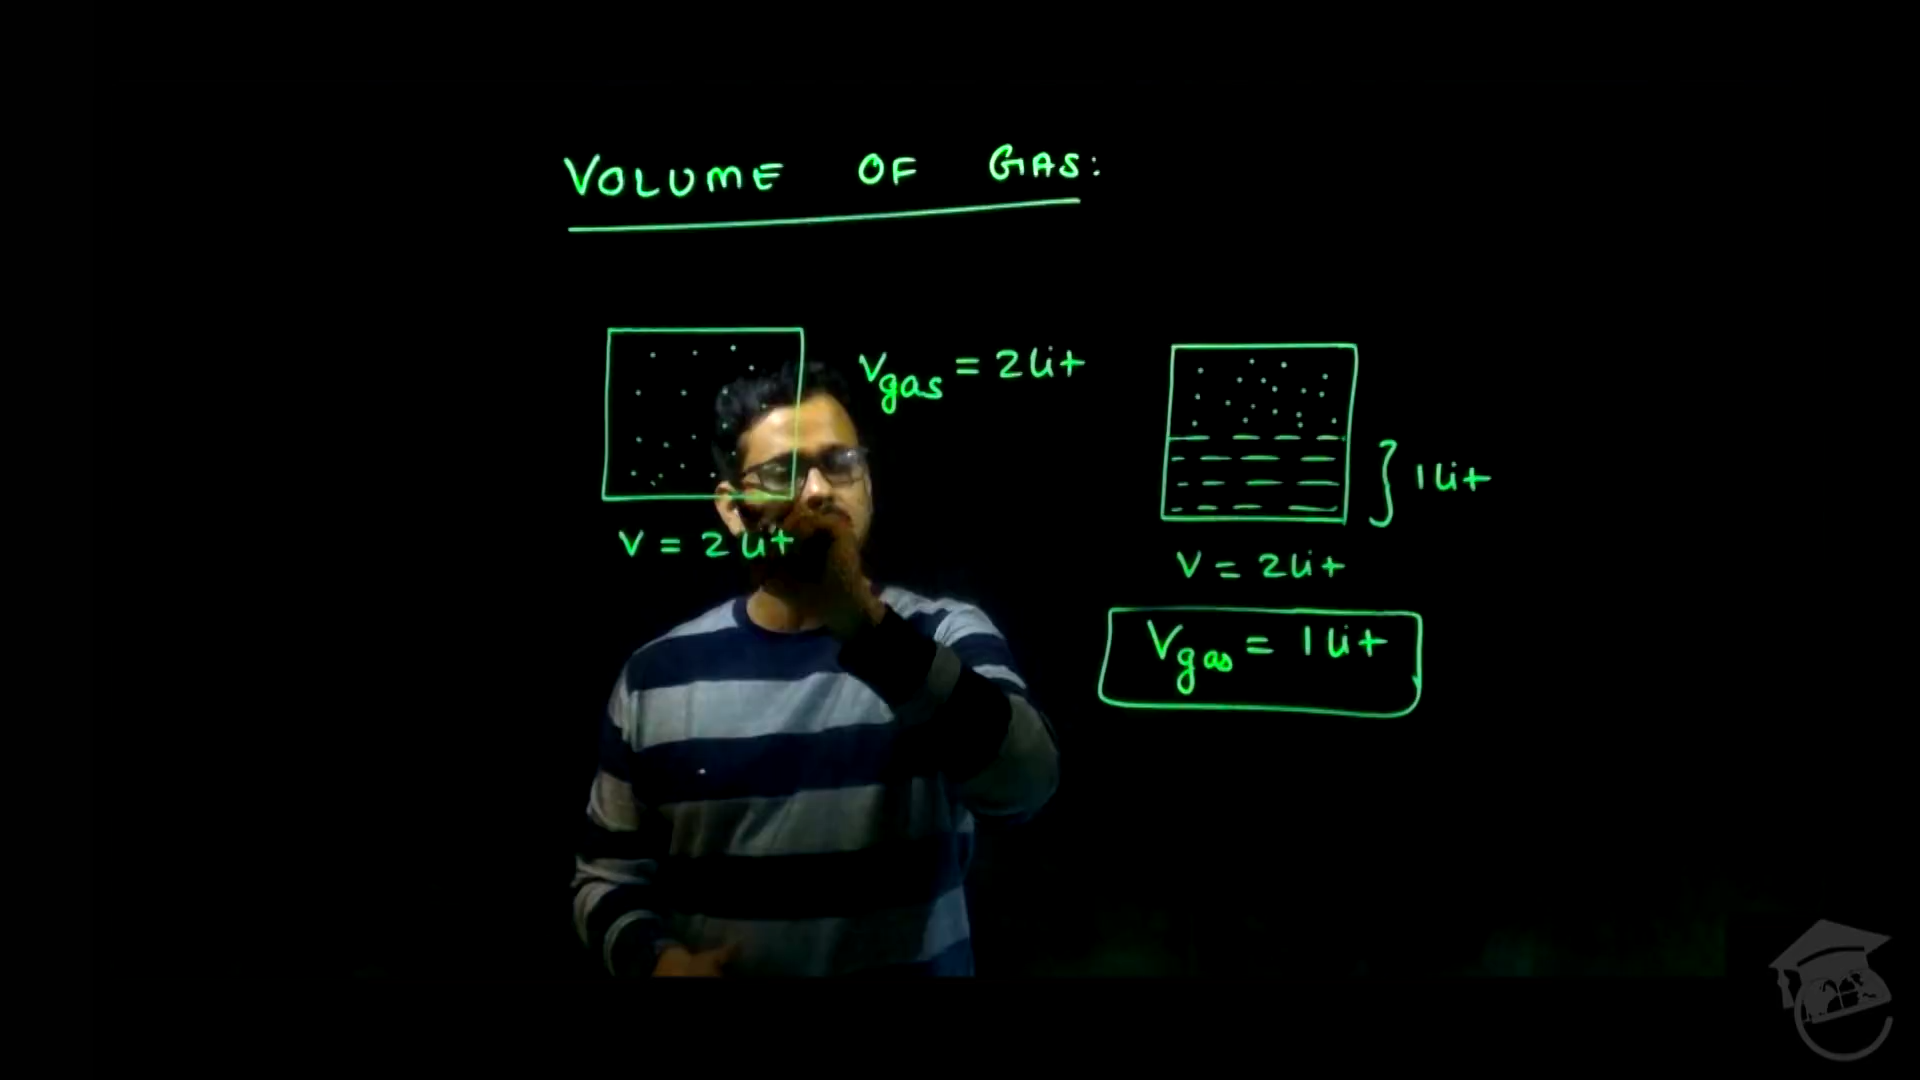 VOLUME OF GAS:
Vgas = 2lit
V = 2lit
1lit
V = 2lit
Vgas = 1lit